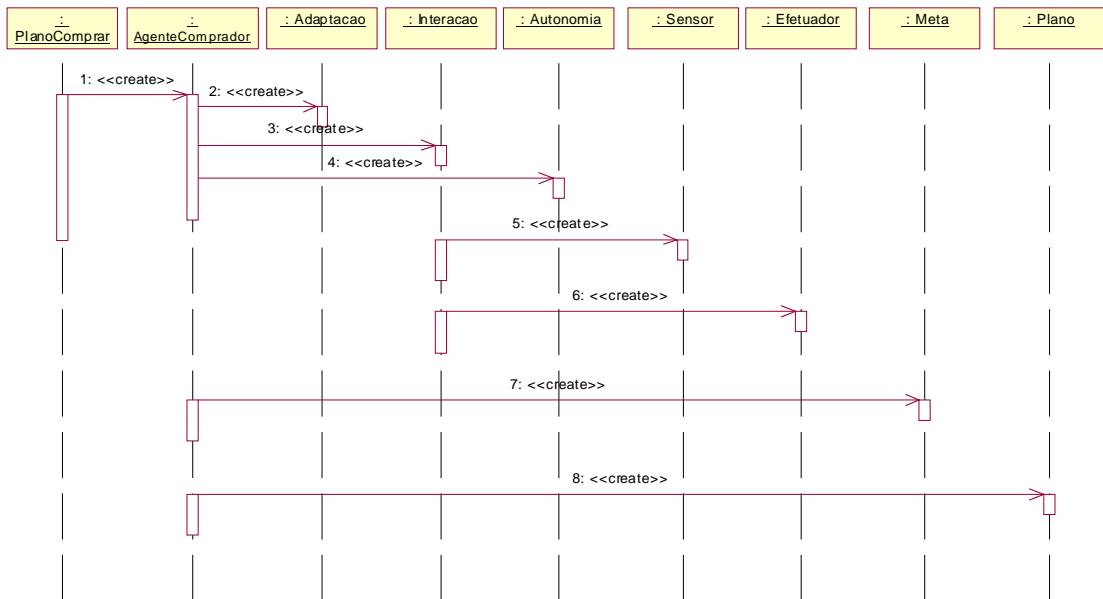 :
PlanoComprar
:
AgenteComprador
: Adaptacao
: Interacao
: Autonomia
: Sensor
: Efetuador
: Meta
: Plano
1: <<create>>
2: <<create>>
3: <<create>>
4: <<create>>
5: <<create>>
6: <<create>>
7: <<create>>
8: <<create>>